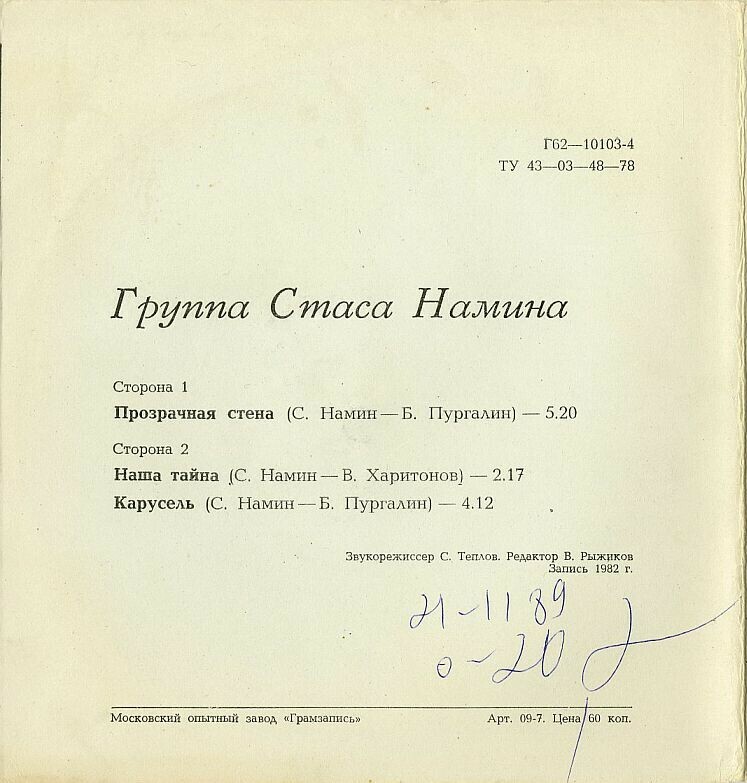 Г62—10103-4
ТУ 43—03—48—78
Группа Стаса Намина
Сторона 1
Прозрачная стена (С. Намин — Б. Пургалин) — 5.20
Сторона 2
Наша тайна (С. Намин — В. Харитонов) — 2.17
Карусель (С. Намин — Б. Пургалин) — 4.12
Звукорежиссер С. Теплов. Редактор В. Рыжиков
Запись 1982 г.
21-11 89
0-20
Московский опытный завод «Грамзапись» Арт. 09-7. Цена 60 коп.